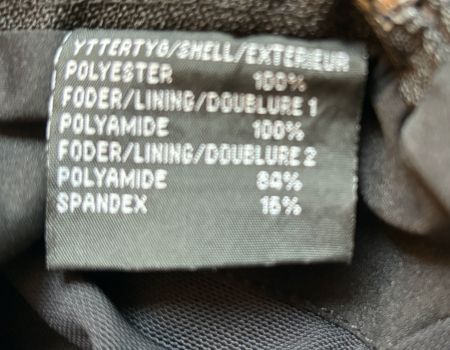 YTTERTYG/SHELL/EXTERIEUR
POLYESTER 100%
FODER/LINING/DOUBLURE 1
POLYAMIDE 100%
FODER/LINING/DOUBLURE 2
POLYAMIDE 84%
SPANDEX 16%